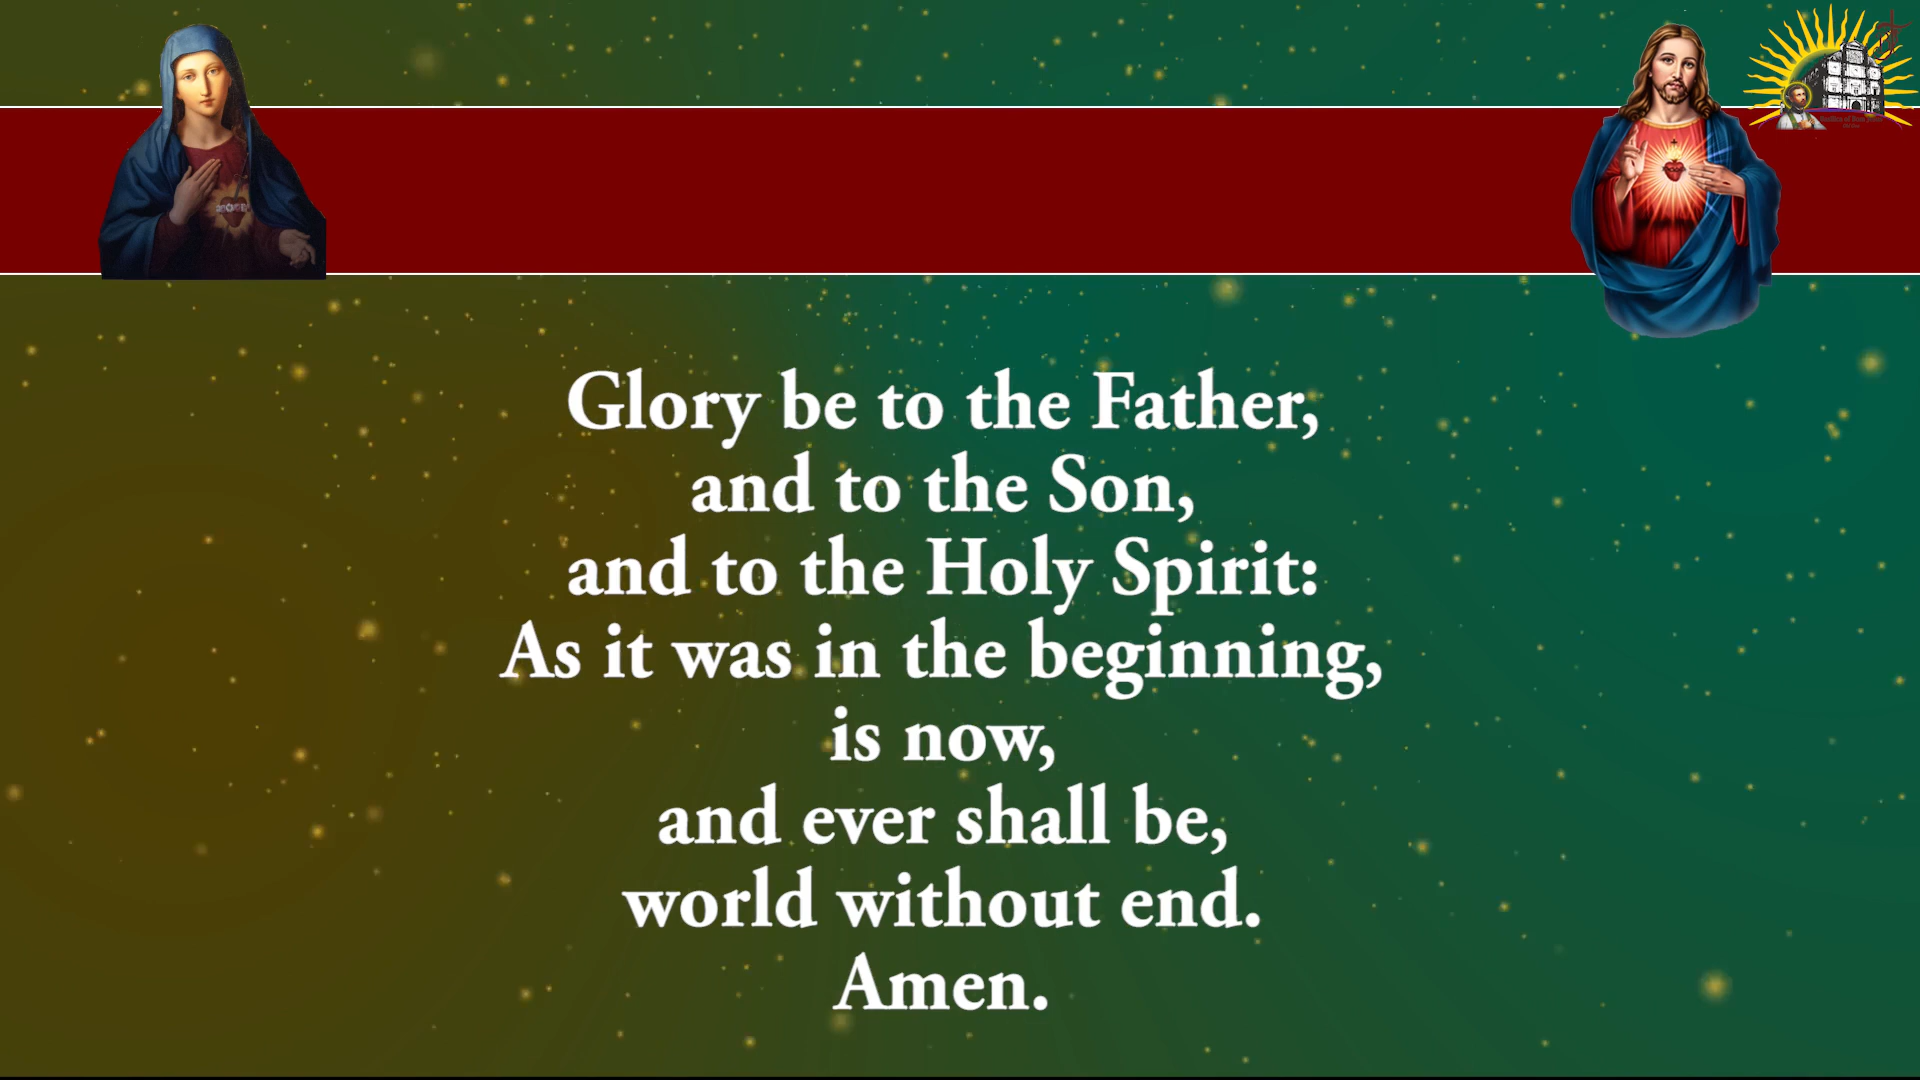 Glory be to the Father,
and to the Son,
and to the Holy Spirit:
As it was in the beginning,
is now,
and ever shall be,
world without end.
Amen.